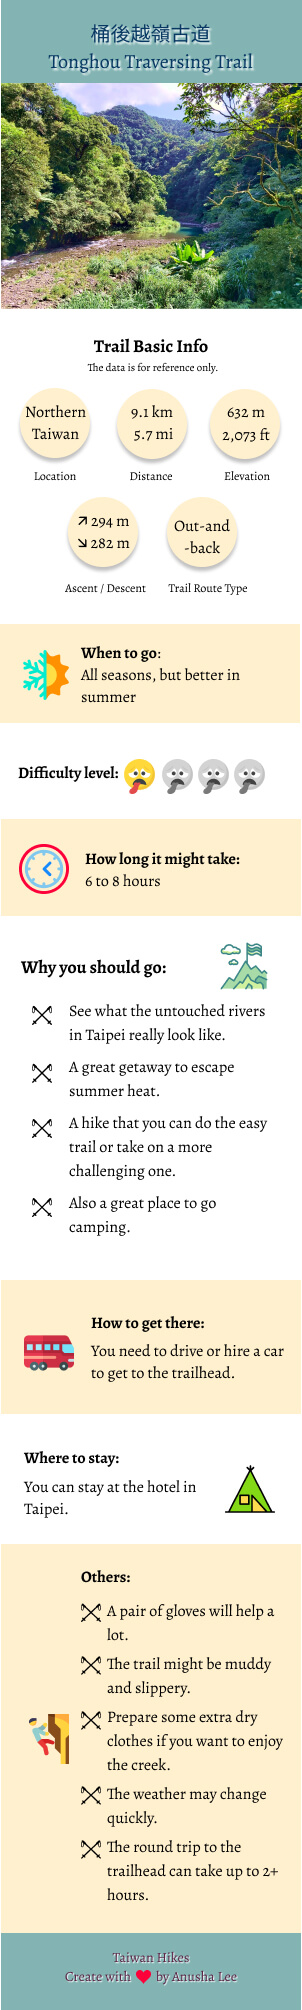 桶後越嶺古道
Tonghou Traversing Trail
Trail Basic Info
The data is for reference only.
Northern
Taiwan
Location
9.1 km
5.7 mi
Distance
632 m
2,073 ft
Elevation
↗ 294 m
↘ 282 m
Ascent / Descent
Out-and
-back
Trail Route Type
When to go:
All seasons, but better in
summer
Difficulty level:
How long it might take:
6 to 8 hours
Why you should go:
See what the untouched rivers
in Taipei really look like.
A great getaway to escape
summer heat.
A hike that you can do the easy
trail or take on a more
challenging one.
Also a great place to go
camping.
How to get there:
You need to drive or hire a car
to get to the trailhead.
Where to stay:
You can stay at the hotel in
Taipei.
Others:
A pair of gloves will help a
lot.
The trail might be muddy
and slippery.
Prepare some extra dry
clothes if you want to enjoy
the creek.
The weather may change
quickly.
The round trip to the
trailhead can take up to 2+
hours.
Taiwan Hikes
Create with ❤ by Anusha Lee